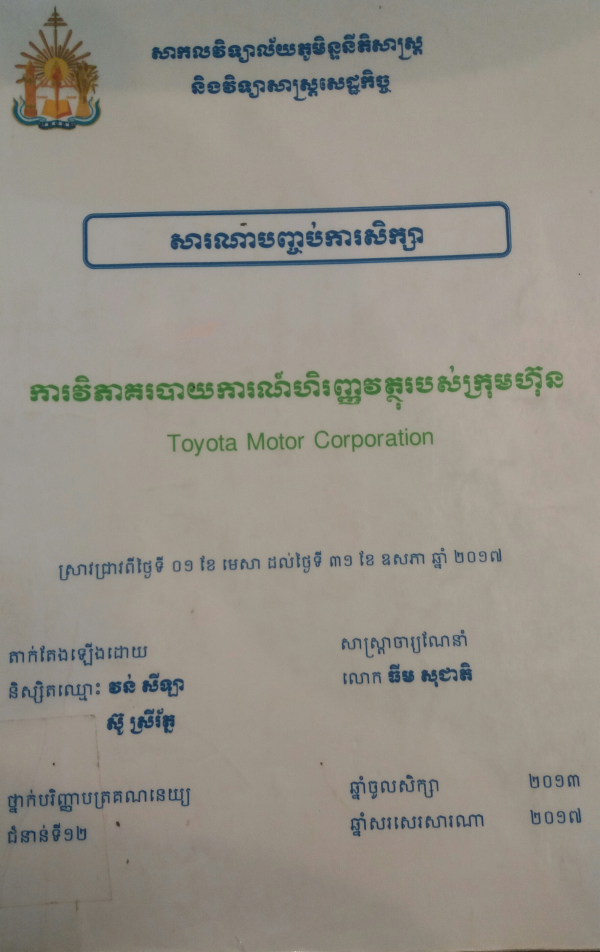 សាកលវិទ្យាល័យភូមិន្ទនីតិសាស្ត្រ
និងវិទ្យាសាស្ត្រសេដ្ឋកិច្ច
សារណាបញ្ចប់ការសិក្សា
ការវិភាគរបាយការណ៍ហិរញ្ញវត្ថុរបស់ក្រុមហ៊ុន
Toyota Motor Corporation
ស្រាវជ្រាវពីថ្ងៃទី ០១ ខែ មេសា ដល់ថ្ងៃទី ៣១ ខែ ឧសភា ឆ្នាំ ២០១៧
តាក់តែងឡើងដោយ
និស្សិតឈ្មោះ វន់ សីឡា
ស៊ូ ស្រីរ័ត្ន
សាស្ត្រាចារ្យណែនាំ
លោក ធីម សុជាតិ
ថ្នាក់បរិញ្ញាបត្រគណនេយ្យ
ជំនាន់ទី១២
ឆ្នាំចូលសិក្សា ២០១៣
ឆ្នាំសរសេរសារណា ២០១៧